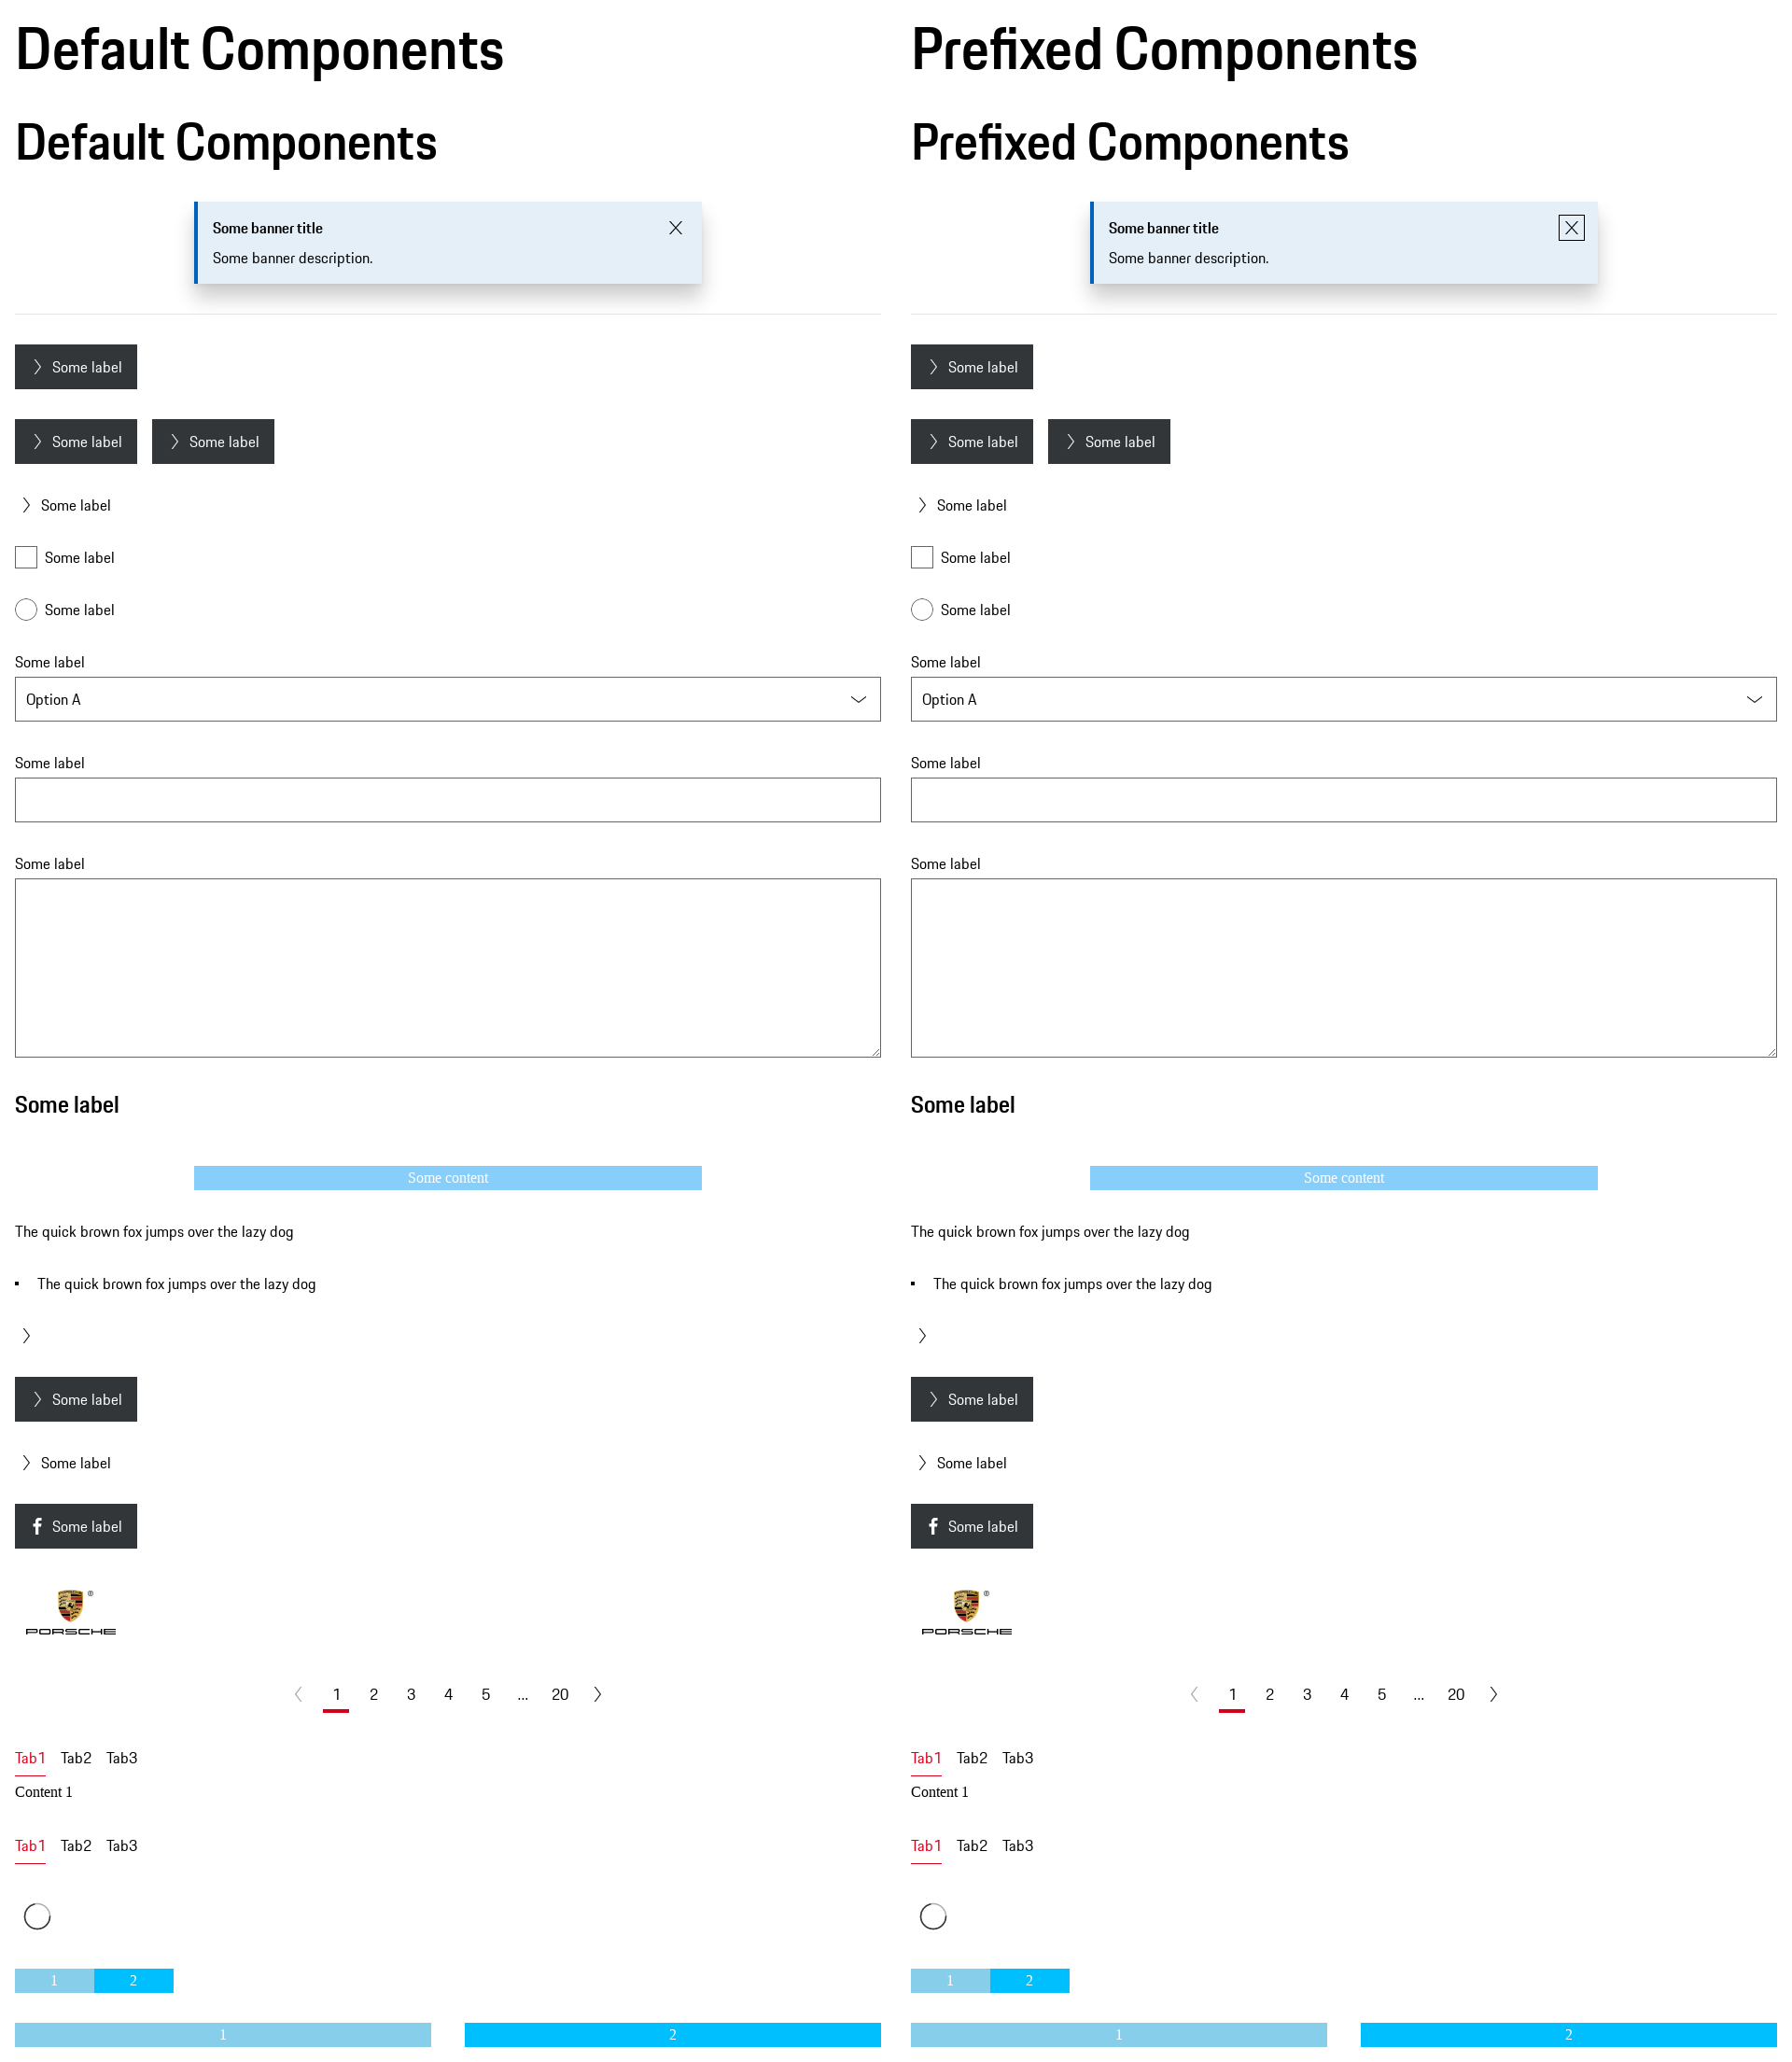 Default Components
Default Components
Some banner title
Some banner description.
Some label
Some label
Some label
Some label
Some label
Some label
Some label
Option A
Some label
Some label
Some label
Some content
The quick brown fox jumps over the lazy dog
The quick brown fox jumps over the lazy dog
Some label
Some label
Some label
PORSCHE
1 2 3 4 5 ... 20
Tab1 Tab2 Tab3
Content 1
Tab1 Tab2 Tab3
1 2
1 2
Prefixed Components
Prefixed Components
Some banner title
Some banner description.
Some label
Some label
Some label
Some label
Some label
Some label
Some label
Option A
Some label
Some label
Some label
Some content
The quick brown fox jumps over the lazy dog
The quick brown fox jumps over the lazy dog
Some label
Some label
Some label
PORSCHE
1 2 3 4 5 ... 20
Tab1 Tab2 Tab3
Content 1
Tab1 Tab2 Tab3
1 2
1 2